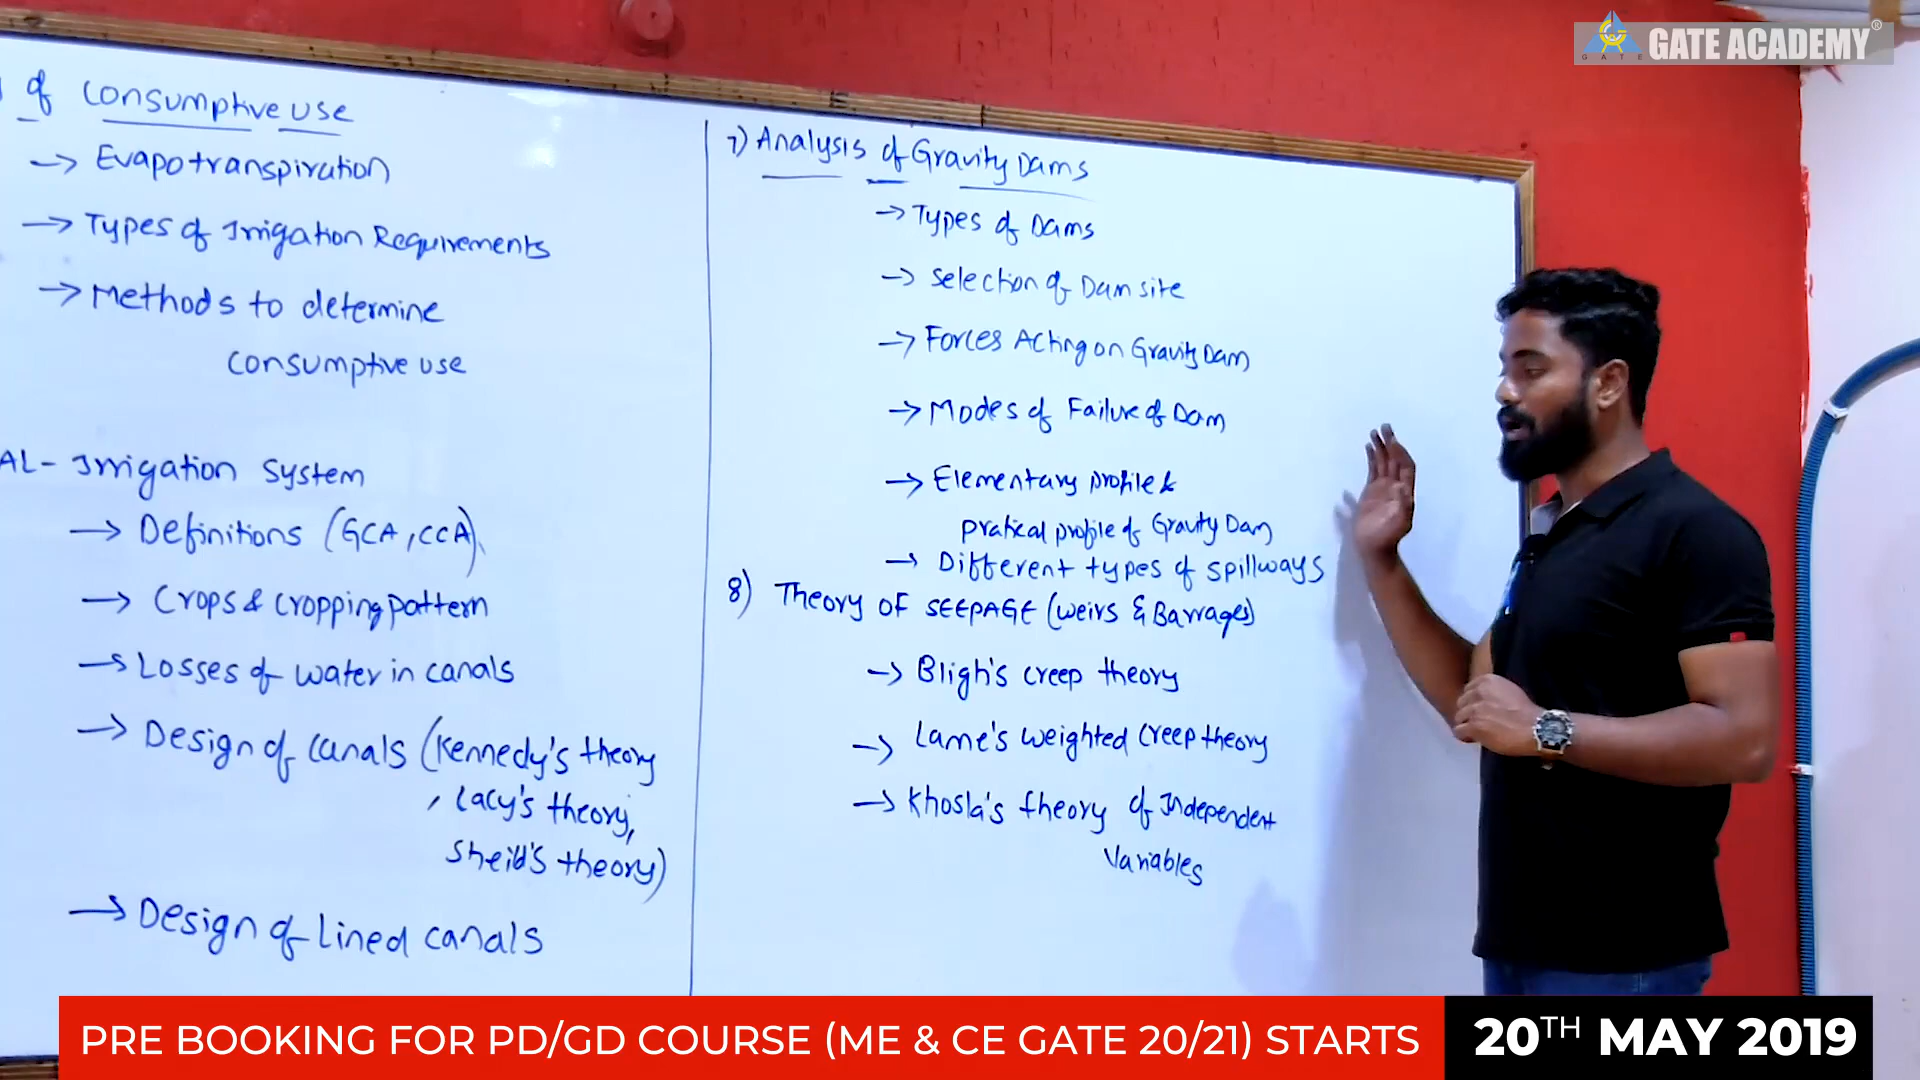 of Consumptive use
→ Evapotranspiration
→ Types of Irrigation Requirements
→ Methods to determine
consumptive use
AL- Irrigation System
→ Definitions (GCA, CCA)
→ Crops & cropping pattern
→ Losses of water in canals
→ Design of canals (Kennedy's theory
, Lacy's theory,
Sheild's theory)
→ Design of Lined canals
7) Analysis of Gravity Dams
→ Types of Dams
→ Selection of Dam site
→ Forces Acting on Gravity Dam
→ Modes of Failure of Dam
→ Elementary profile &
pratical profile of Gravity Dam
→ Different types of spillways
8) Theory OF SEEPAGE (Weirs & Barrages)
→ Bligh's creep theory
→ Lame's weighted creep theory
→ Khosla's theory of Independent
Variables
GATE
GATE ACADEMY®
PRE BOOKING FOR PD/GD COURSE (ME & CE GATE 20/21) STARTS
20TH MAY 2019